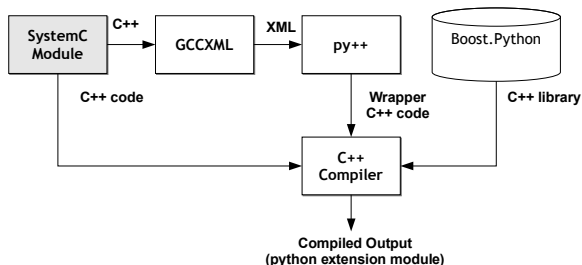 SystemC
Module
C++
GCCXML
XML
py++
Boost.Python
C++ code
Wrapper
C++ code
C++ library
C++
Compiler
Compiled Output
(python extension module)